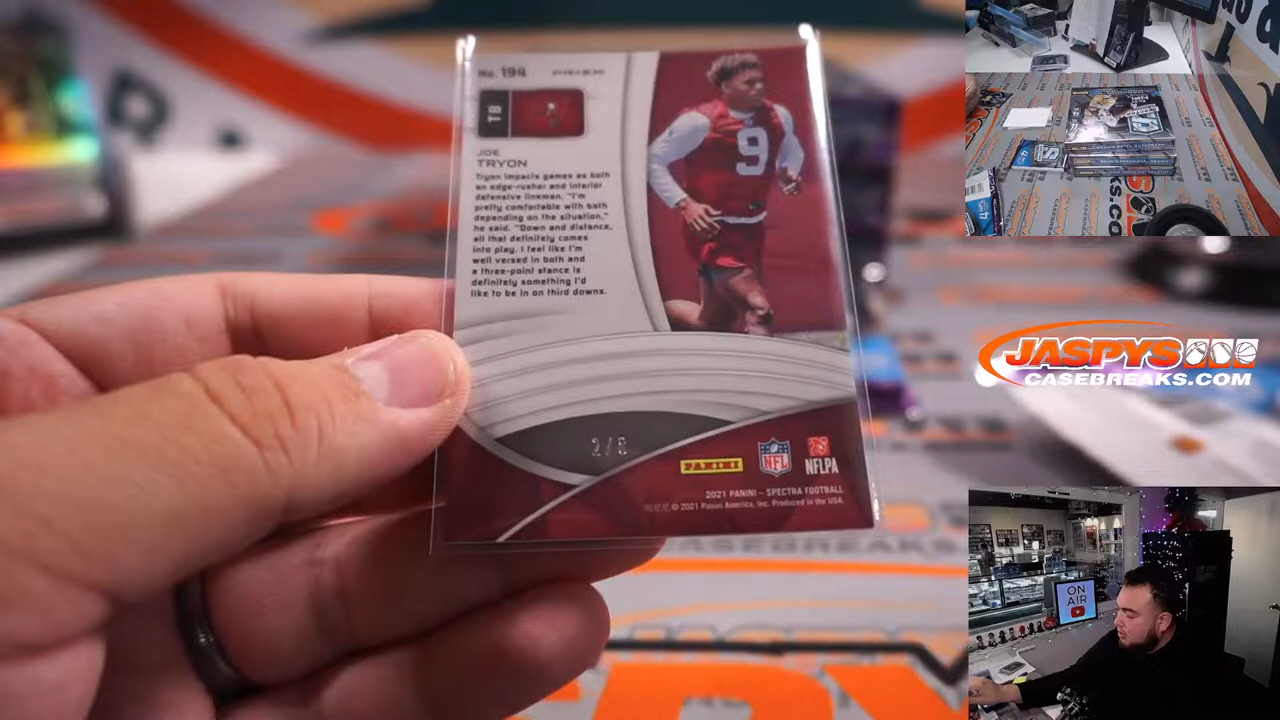 No. 194
TB
JOE
TRYON
Tryon impacts games as both
an edge-rusher and interior
defensive lineman. "I'm
pretty comfortable with both
depending on the situation,"
he said. "Down and distance,
all that definitely comes
into play. I feel like I'm
well versed in both and
a three-point stance is
definitely something I'd
like to be in on third downs.
9
2/8
PANINI
NFL
NFLPA
2021 PANINI – SPECTRA FOOTBALL
© 2021 Panini America, Inc. Produced in the USA
CASEBREAKS.COM
JASPYS
CASEBREAKS.COM
ON
AIR